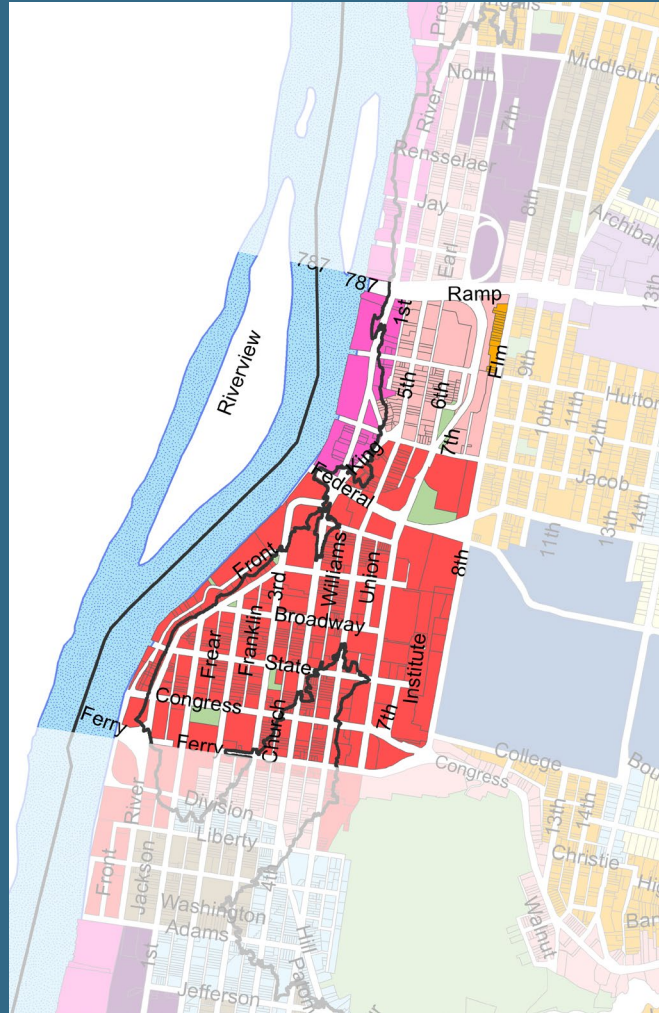 North
Middleburg
River
7th
Rensselaer
8th
Jay
Archibald
Earl
13th
787
787
Ramp
1st
Elm
9th
Riverview
5th
6th
Hutton
10th
11th
12th
7th
King
Federal
Jacob
13th
14th
11th
8th
Front
3rd
Williams
Union
Broadway
Frear
Franklin
State
Institute
Congress
Church
7th
Ferry
Ferry
College
Congress
River
Division
13th
14th
Liberty
Front
Jackson
4th
Christie
Washington
Adams
Walnut
1st
Hill
Jefferson